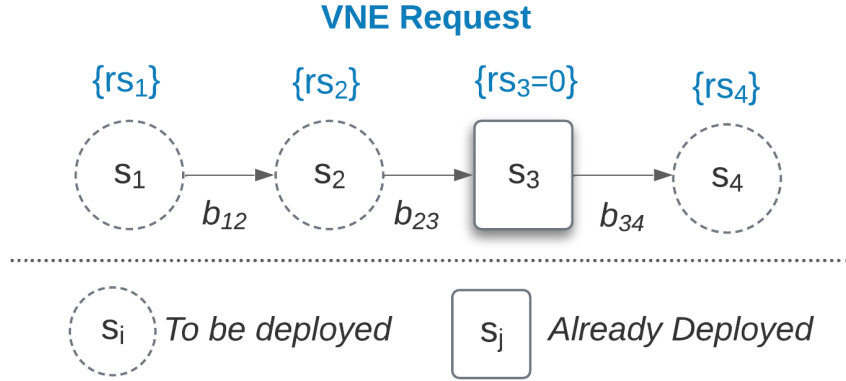 VNE Request
{rs₁} {rs₂} {rs₃=0} {rs₄}
s₁ s₂ s₃ s₄
b₁₂ b₂₃ b₃₄
sᵢ To be deployed sⱼ Already Deployed